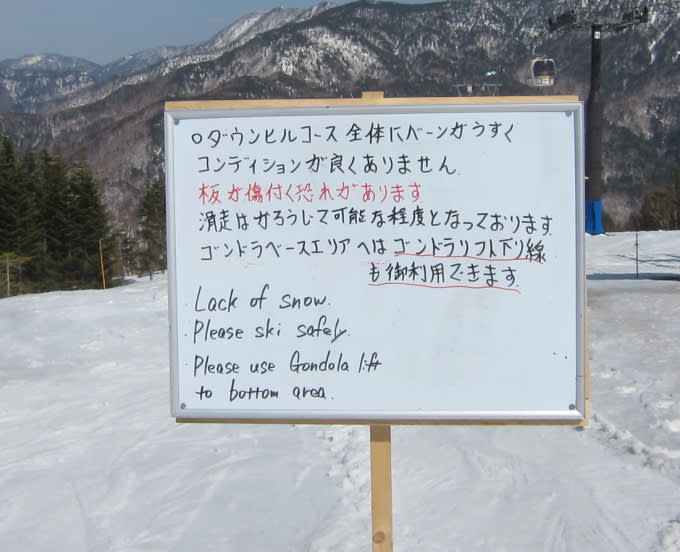 ○ダウンヒルコース全体にバーンがうすく
コンディションが良くありません.
板が傷付く恐れがあります.
滑走はかろうじて可能な程度となっております.
ゴンドラベースエリアへはゴンドラリフト下り線
も御利用できます.
Lack of snow.
Please ski safely.
Please use Gondola lift
to bottom area.